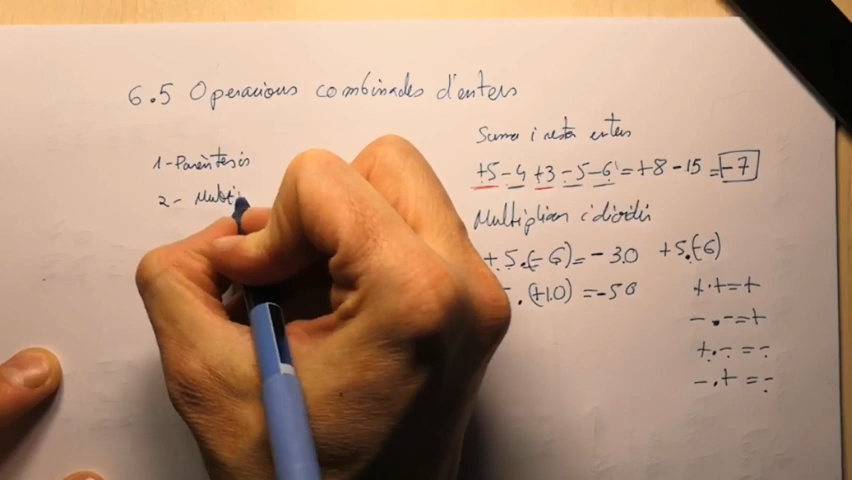 6.5 Operacions combinades d'enters
1-Parèntesis
2- Multi
Suma i resta enters
+5-4+3-5-6=+8-15=-7
Multiplicar i dividir
+5.(-6)=-30 +5.(-6)
.(+10)=-50
+.+=+
-.-=+
+.-=-
-.+=-